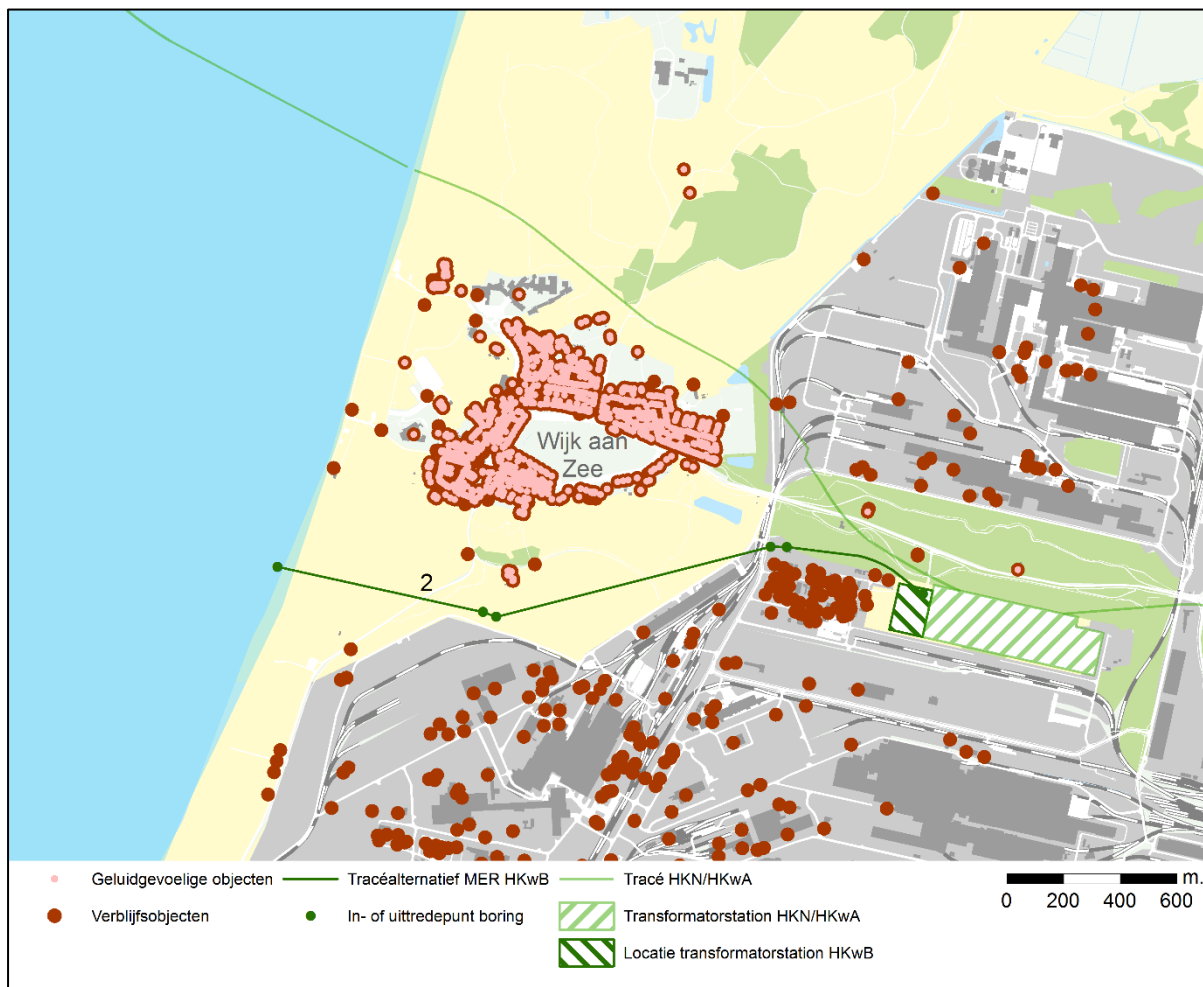 Wijk aan
Zee
2
Geluidgevoelige objecten
Tracéalternatief MER HKwB
Tracé HKN/HKwA
m.
Verblijfsobjecten
In- of uittredepunt boring
Transformatorstation HKN/HKwA
0 200 400 600
Locatie transformatorstation HKwB